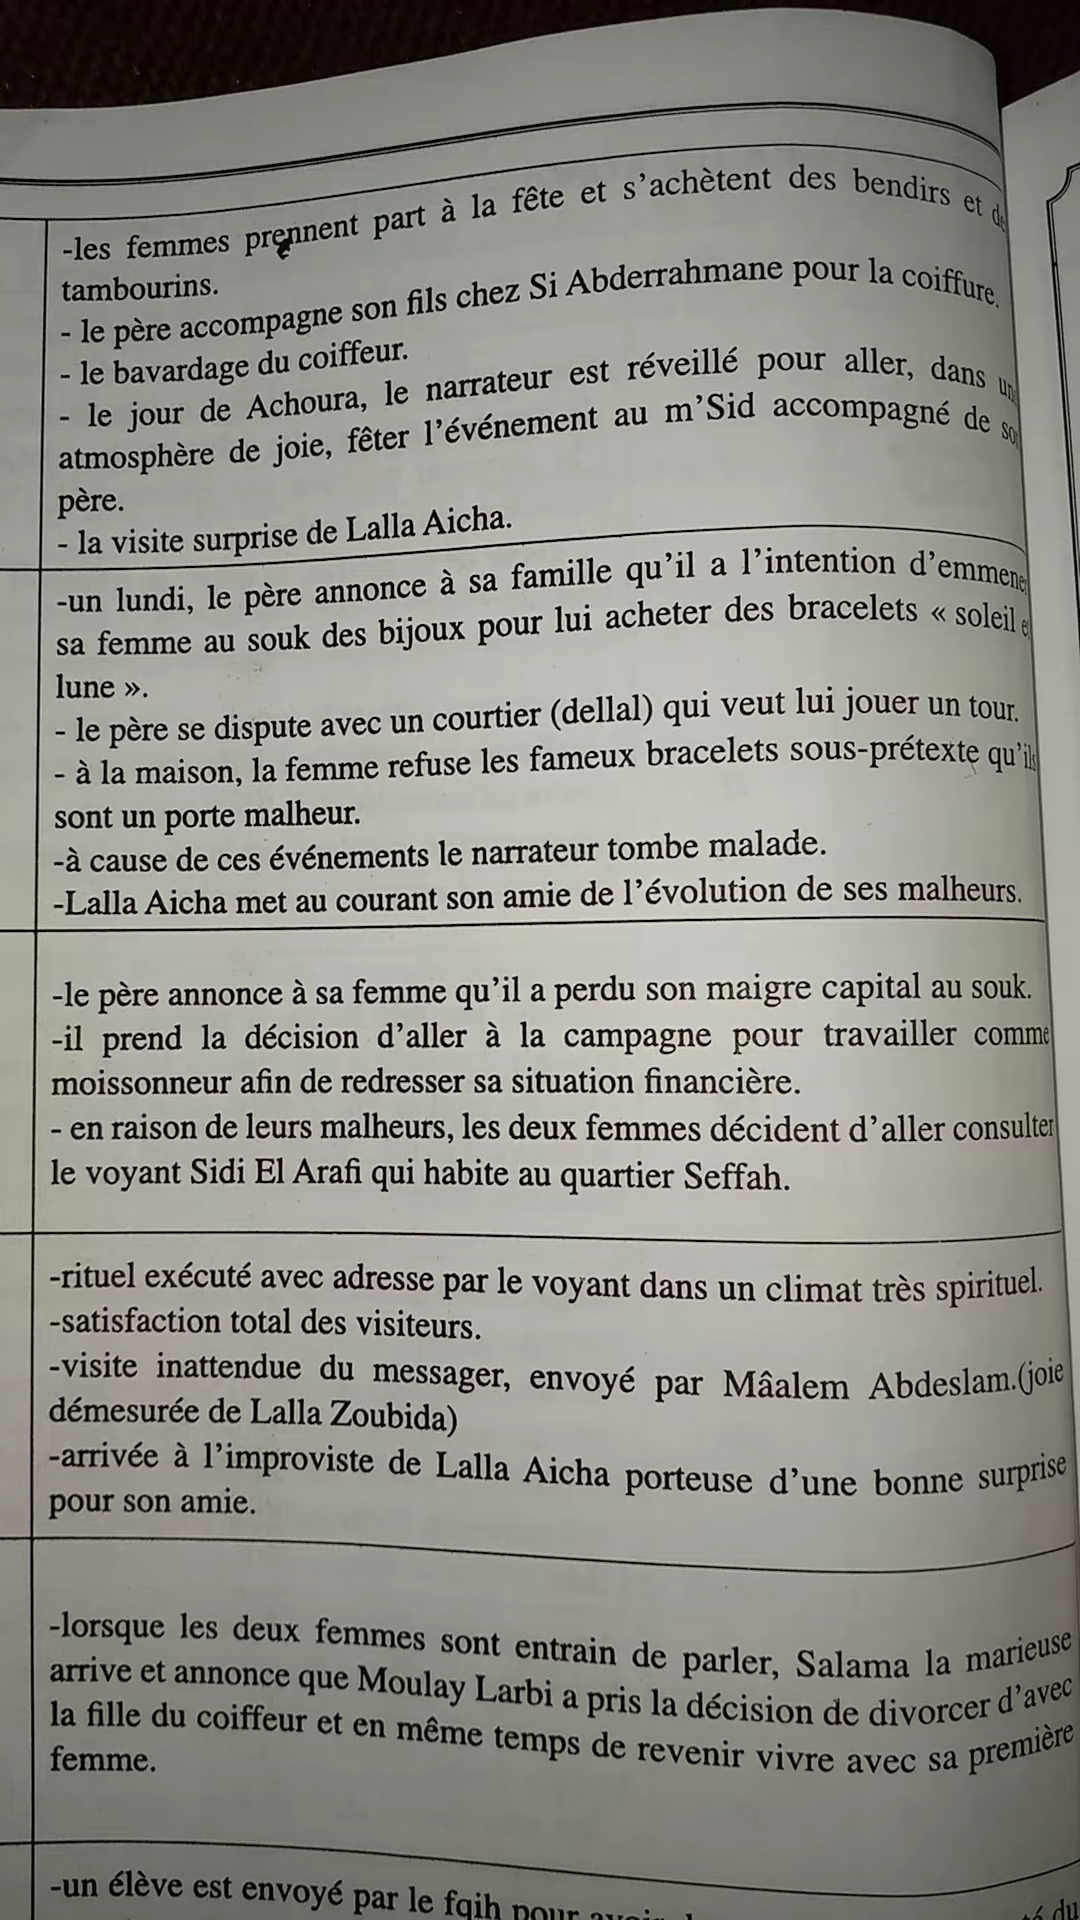 -les femmes prennent part à la fête et s'achètent des bendirs et
tambourins.
- le père accompagne son fils chez Si Abderrahmane pour la coiffure.
- le bavardage du coiffeur.
- le jour de Achoura, le narrateur est réveillé pour aller, dans
atmosphère de joie, fêter l'événement au m'Sid accompagné de
père.
- la visite surprise de Lalla Aicha.
-un lundi, le père annonce à sa famille qu'il a l'intention d'emmener
sa femme au souk des bijoux pour lui acheter des bracelets « soleil
lune ».
- le père se dispute avec un courtier (dellal) qui veut lui jouer un tour.
- à la maison, la femme refuse les fameux bracelets sous-prétexte qu'ils
sont un porte malheur.
-à cause de ces événements le narrateur tombe malade.
-Lalla Aicha met au courant son amie de l'évolution de ses malheurs.
-le père annonce à sa femme qu'il a perdu son maigre capital au souk.
-il prend la décision d'aller à la campagne pour travailler comme
moissonneur afin de redresser sa situation financière.
- en raison de leurs malheurs, les deux femmes décident d'aller consulter
le voyant Sidi El Arafi qui habite au quartier Seffah.
-rituel exécuté avec adresse par le voyant dans un climat très spirituel.
-satisfaction total des visiteurs.
-visite inattendue du messager, envoyé par Mâalem Abdeslam.(joie
démesurée de Lalla Zoubida)
-arrivée à l'improviste de Lalla Aicha porteuse d'une bonne surprise
pour son amie.
-lorsque les deux femmes sont entrain de parler, Salama la marieuse
arrive et annonce que Moulay Larbi a pris la décision de divorcer d'avec
la fille du coiffeur et en même temps de revenir vivre avec sa première
femme.
-un élève est envoyé par le fqih pour
du